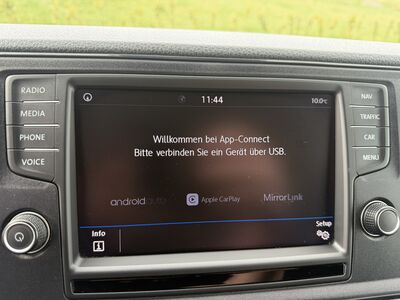 RADIO
MEDIA
PHONE
VOICE
11:44
10.0°C
Willkommen bei App-Connect
Bitte verbinden Sie ein Gerät über USB.
androidauto
Apple CarPlay
MirrorLink
Info
Setup
NAV
TRAFFIC
CAR
MENU